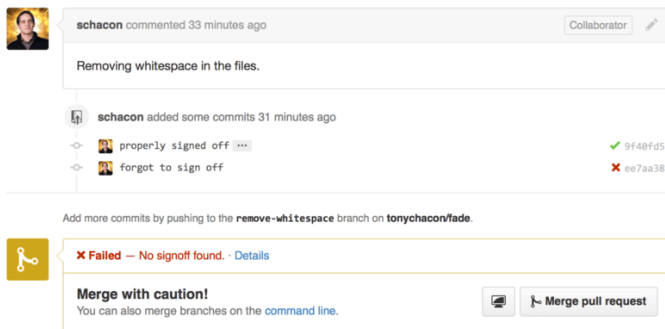 schacon commented 33 minutes ago Collaborator
Removing whitespace in the files.
schacon added some commits 31 minutes ago
properly signed off ... 9f40fd5
forgot to sign off ee7aa38
Add more commits by pushing to the remove-whitespace branch on tonychacon/fade.
Failed — No signoff found. · Details
Merge with caution!
You can also merge branches on the command line.
Merge pull request